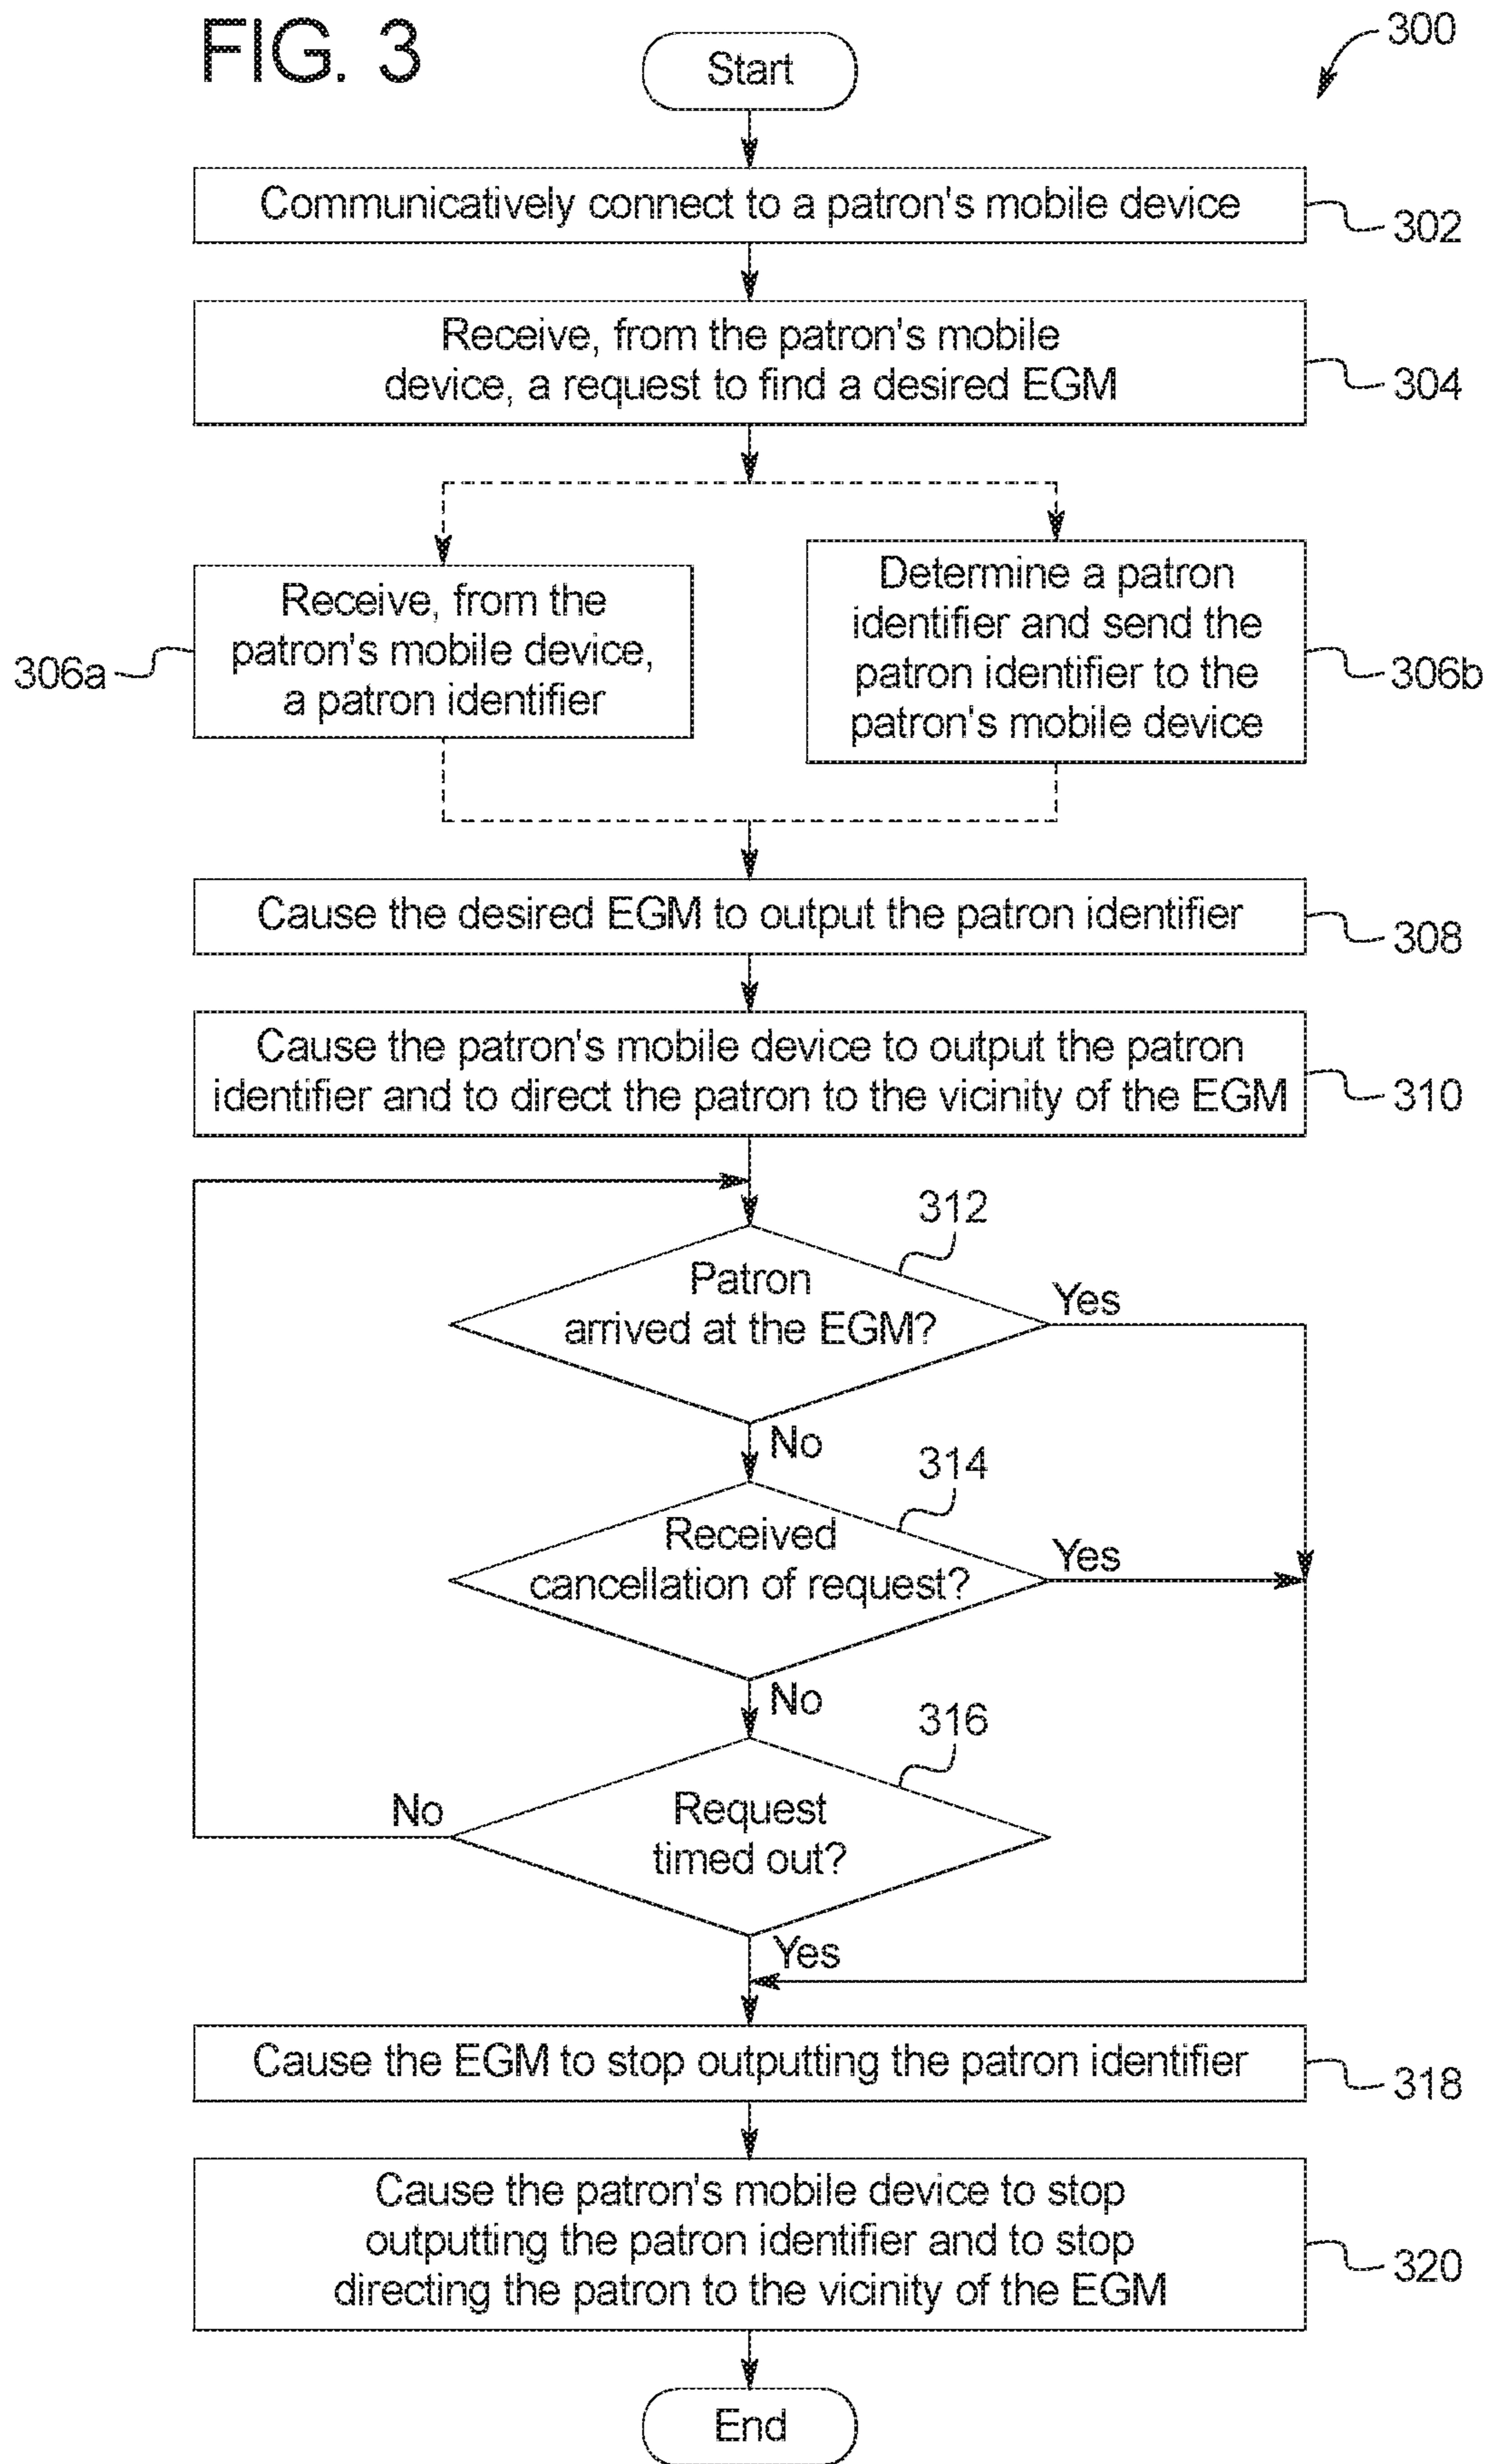 FIG. 3
300
Start
Communicatively connect to a patron's mobile device
302
Receive, from the patron's mobile
device, a request to find a desired EGM
304
Receive, from the
patron's mobile device,
a patron identifier
306a
Determine a patron
identifier and send the
patron identifier to the
patron's mobile device
306b
Cause the desired EGM to output the patron identifier
308
Cause the patron's mobile device to output the patron
identifier and to direct the patron to the vicinity of the EGM
310
312
Patron
arrived at the EGM?
Yes
No
314
Received
cancellation of request?
Yes
No
316
Request
timed out?
No
Yes
Cause the EGM to stop outputting the patron identifier
318
Cause the patron's mobile device to stop
outputting the patron identifier and to stop
directing the patron to the vicinity of the EGM
320
End